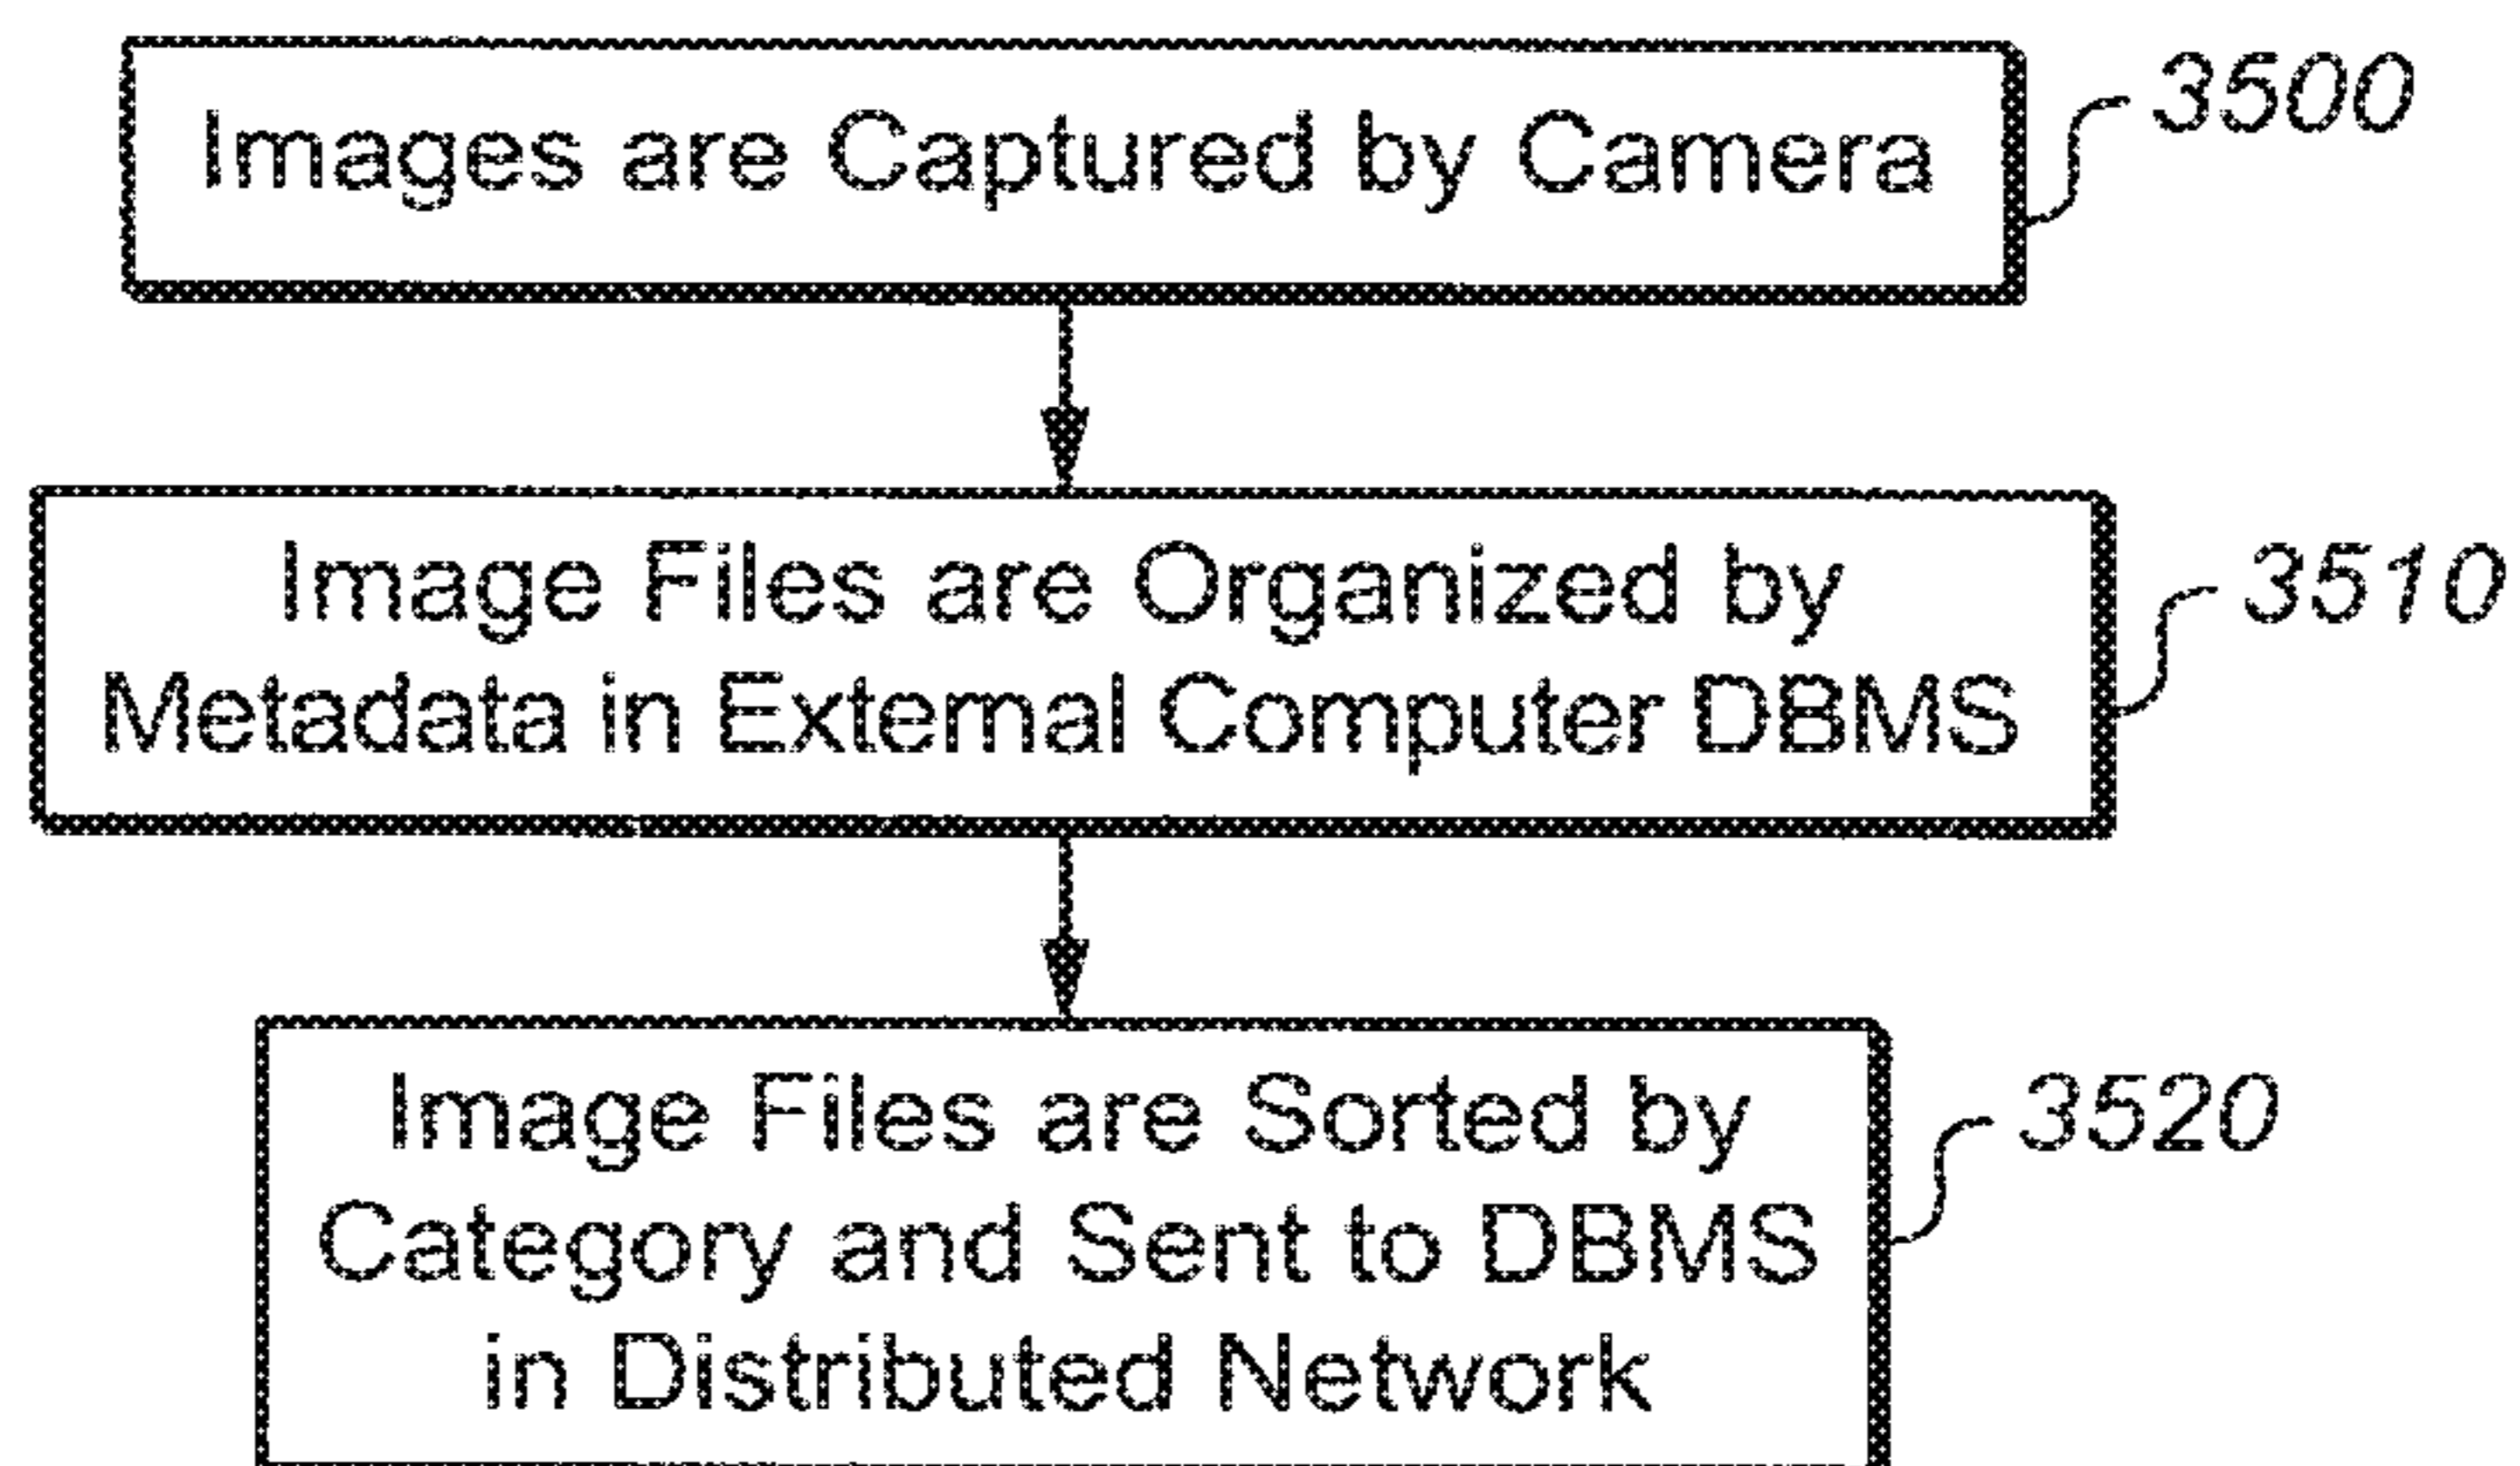 Images are Captured by Camera
3500
Image Files are Organized by
3510
Metadata in External Computer DBMS
Image Files are Sorted by
3520
Category and Sent to DBMS
in Distributed Network